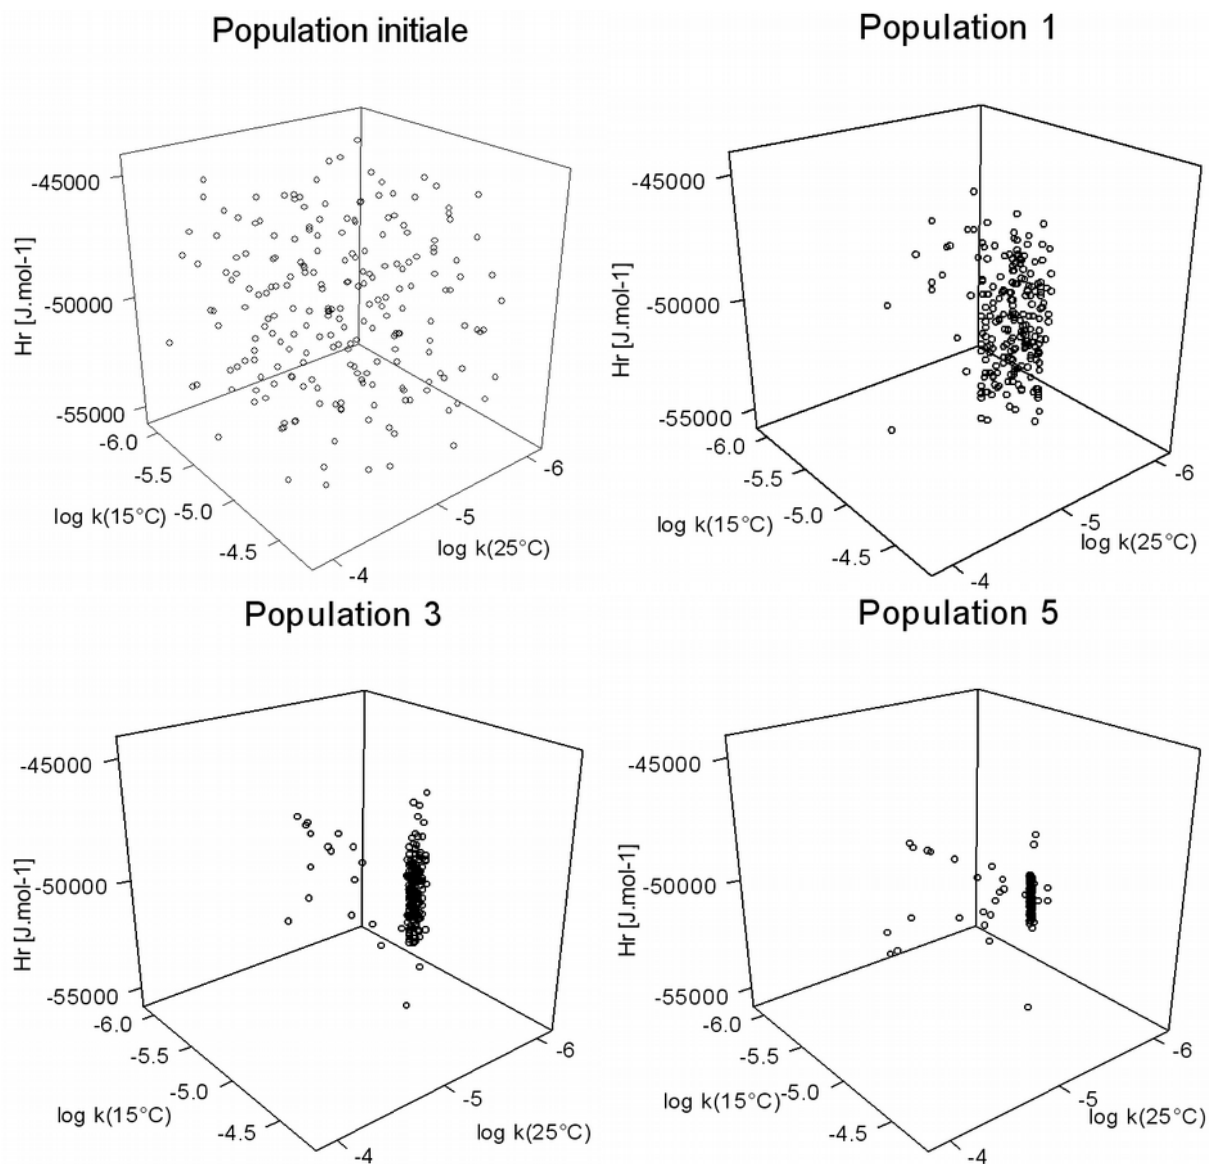 Population initiale
-45000
-50000
-55000
Hr [J.mol-1]
-6.0
-5.5
-5.0
-4.5
log k(15°C)
-4
-5
-6
log k(25°C)
Population 1
-45000
-50000
-55000
Hr [J.mol-1]
-6.0
-5.5
-5.0
-4.5
log k(15°C)
-4
-5
-6
log k(25°C)
Population 3
-45000
-50000
-55000
Hr [J.mol-1]
-6.0
-5.5
-5.0
-4.5
log k(15°C)
-4
-5
-6
log k(25°C)
Population 5
-45000
-50000
-55000
Hr [J.mol-1]
-6.0
-5.5
-5.0
-4.5
log k(15°C)
-4
-5
-6
log k(25°C)